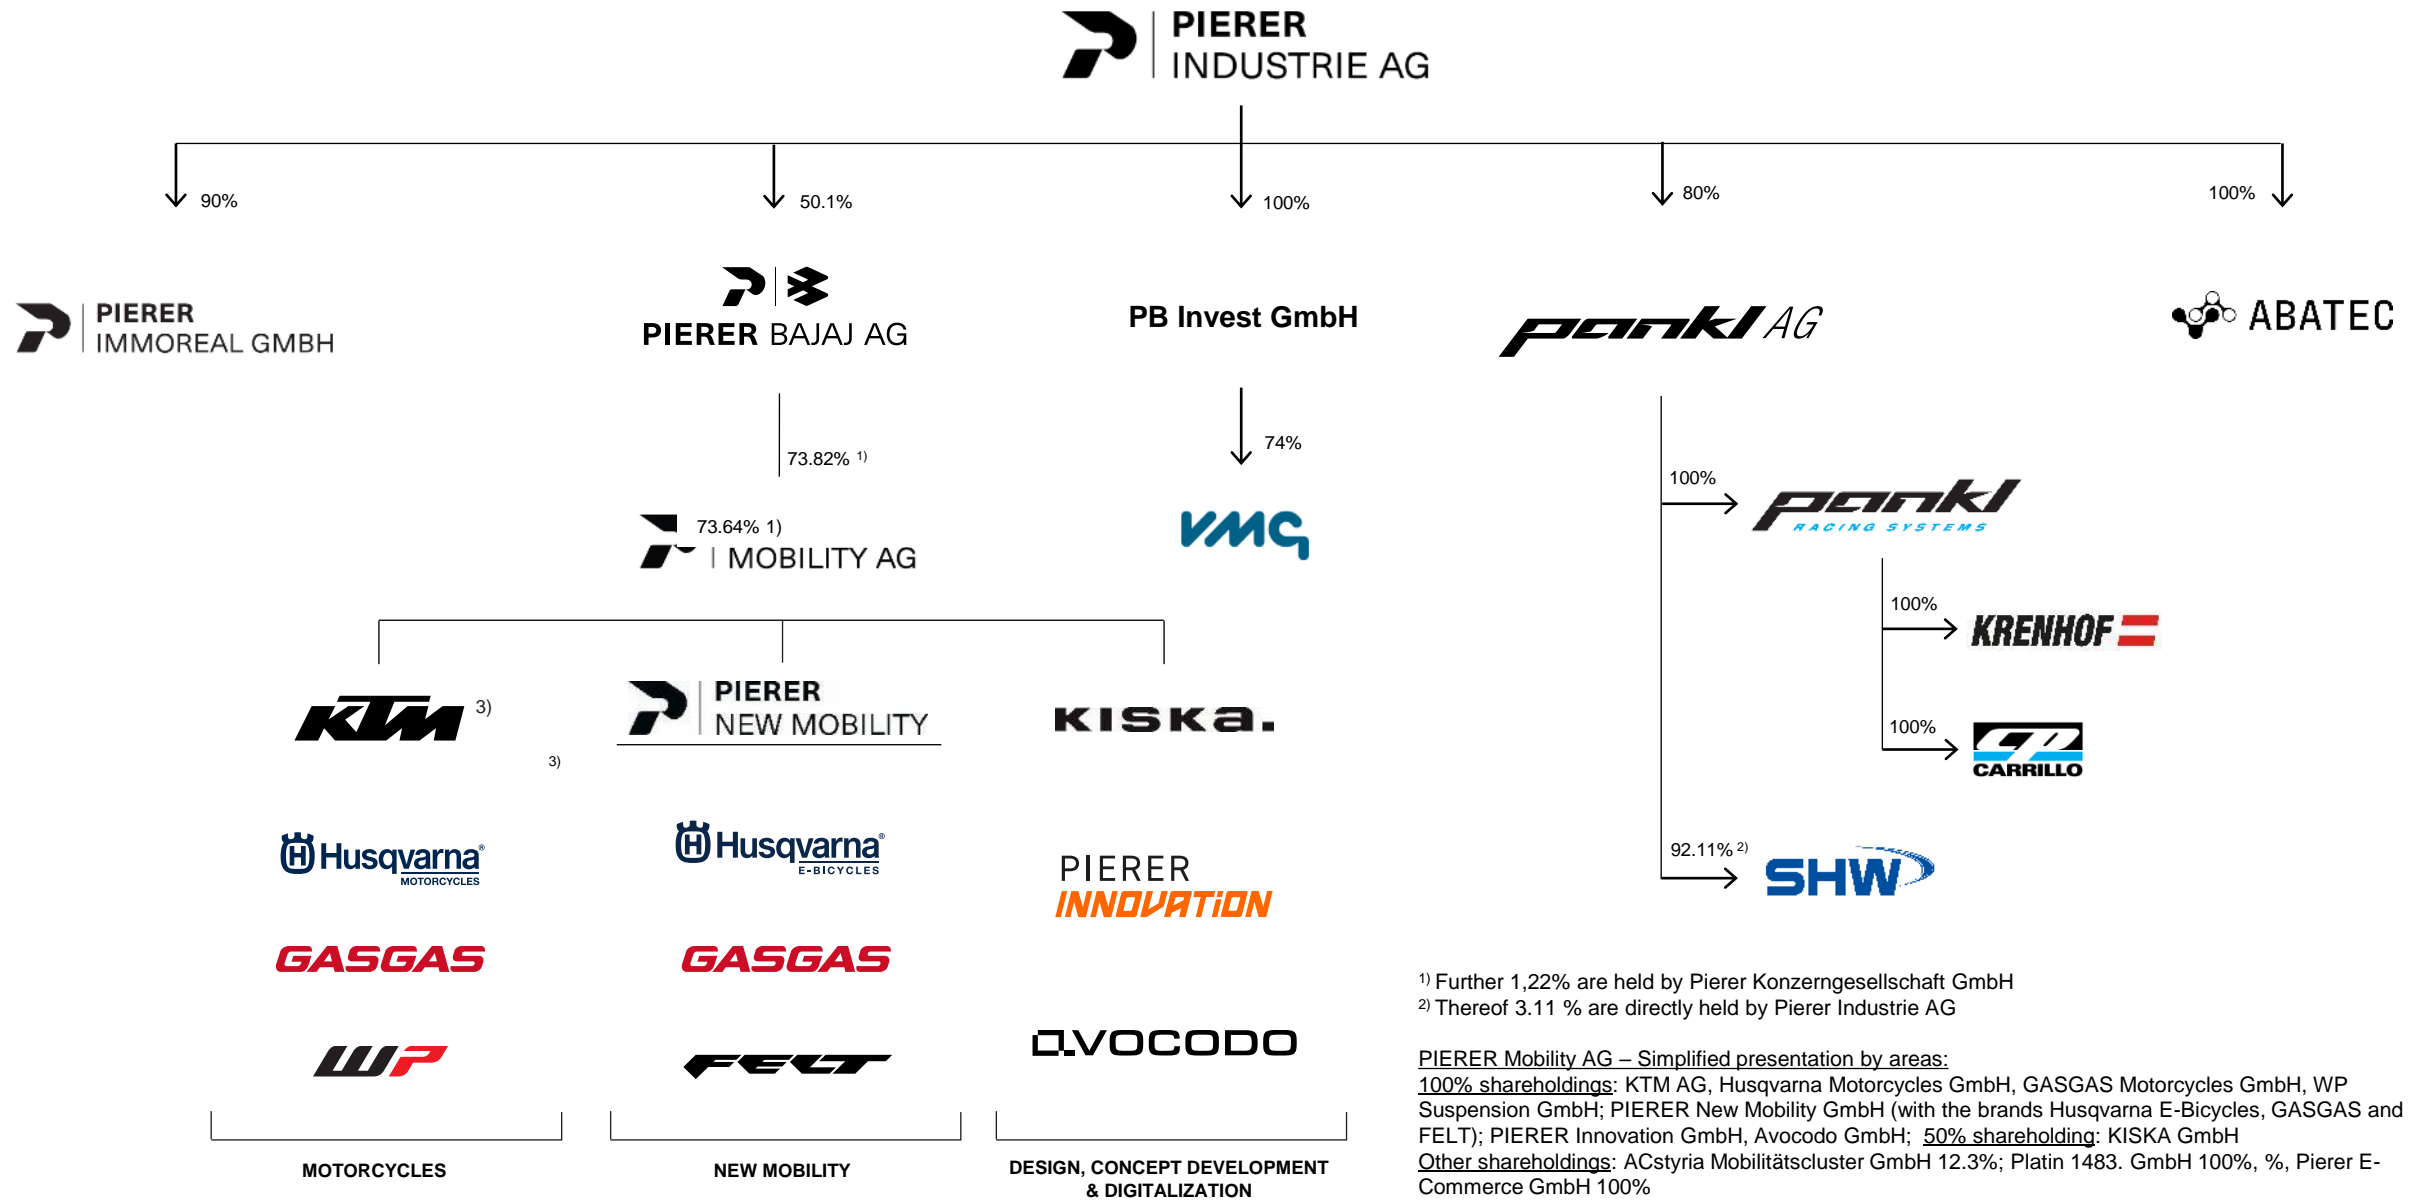 PIERER
INDUSTRIE AG
90%
50.1%
100%
80%
100%
PIERER
IMMOREAL GMBH
PIERER BAJAJ AG
PB Invest GmbH
pankl AG
ABATEC
73.82% 1)
74%
100%
73.64% 1)
MOBILITY AG
VMG
pankl
RACING SYSTEMS
100%
KRENHOF
KTM 3)
PIERER
NEW MOBILITY
KISKa.
100%
CP
CARRILLO
3)
Husqvarna®
MOTORCYCLES
Husqvarna®
E-BICYCLES
PIERER
INNOVATiON
92.11% 2)
SHW
GASGAS
GASGAS
WP
FELT
AVOCODO
MOTORCYCLES
NEW MOBILITY
DESIGN, CONCEPT DEVELOPMENT
& DIGITALIZATION
1) Further 1,22% are held by Pierer Konzerngesellschaft GmbH
2) Thereof 3.11 % are directly held by Pierer Industrie AG
PIERER Mobility AG – Simplified presentation by areas:
100% shareholdings: KTM AG, Husqvarna Motorcycles GmbH, GASGAS Motorcycles GmbH, WP
Suspension GmbH; PIERER New Mobility GmbH (with the brands Husqvarna E-Bicycles, GASGAS and
FELT); PIERER Innovation GmbH, Avocodo GmbH; 50% shareholding: KISKA GmbH
Other shareholdings: ACstyria Mobilitätscluster GmbH 12.3%; Platin 1483. GmbH 100%, %, Pierer E-
Commerce GmbH 100%